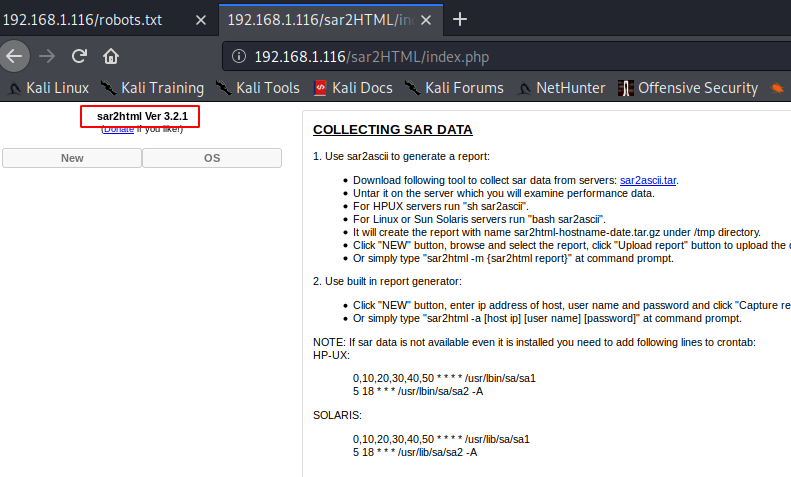 192.168.1.116/robots.txt
192.168.1.116/sar2HTML/in
192.168.1.116/sar2HTML/index.php
Kali Linux Kali Training Kali Tools Kali Docs Kali Forums NetHunter Offensive Security
sar2html Ver 3.2.1
(Donate if you like!)
New OS
COLLECTING SAR DATA
1. Use sar2ascii to generate a report:
Download following tool to collect sar data from servers: sar2ascii.tar.
Untar it on the server which you will examine performance data.
For HPUX servers run "sh sar2ascii".
For Linux or Sun Solaris servers run "bash sar2ascii".
It will create the report with name sar2html-hostname-date.tar.gz under /tmp directory.
Click "NEW" button, browse and select the report, click "Upload report" button to upload the
Or simply type "sar2html -m {sar2html report}" at command prompt.
2. Use built in report generator:
Click "NEW" button, enter ip address of host, user name and password and click "Capture re
Or simply type "sar2html -a [host ip] [user name] [password]" at command prompt.
NOTE: If sar data is not available even it is installed you need to add following lines to crontab:
HP-UX:
0,10,20,30,40,50 * * * * /usr/lbin/sa/sa1
5 18 * * * /usr/lbin/sa/sa2 -A
SOLARIS:
0,10,20,30,40,50 * * * * /usr/lib/sa/sa1
5 18 * * * /usr/lib/sa/sa2 -A